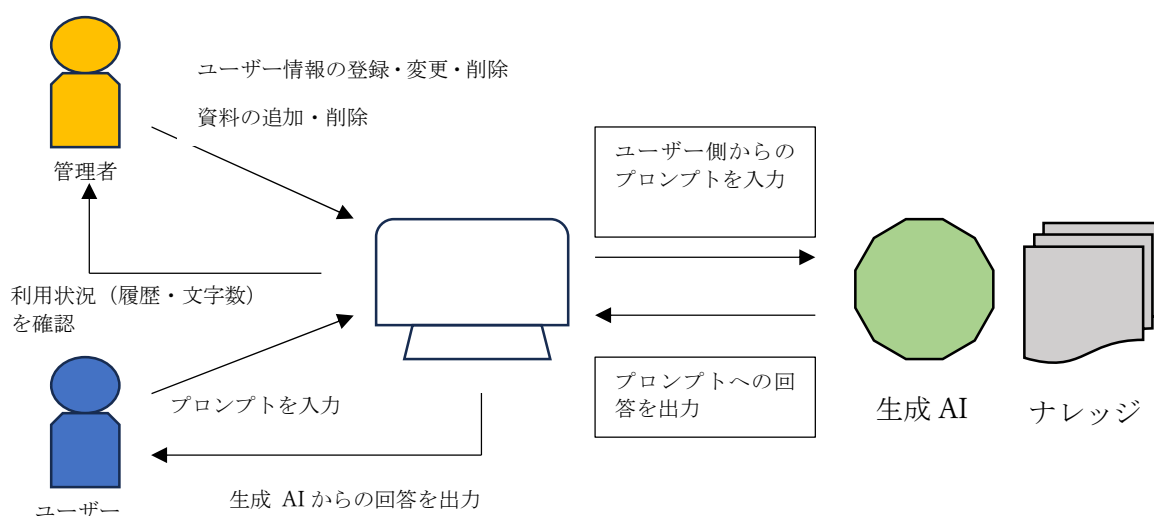 ユーザー情報の登録・変更・削除
資料の追加・削除
管理者
利用状況（履歴・文字数）
を確認
プロンプトを入力
ユーザー
生成 AI からの回答を出力
ユーザー側からの
プロンプトを入力
プロンプトへの回
答を出力
生成 AI
ナレッジ